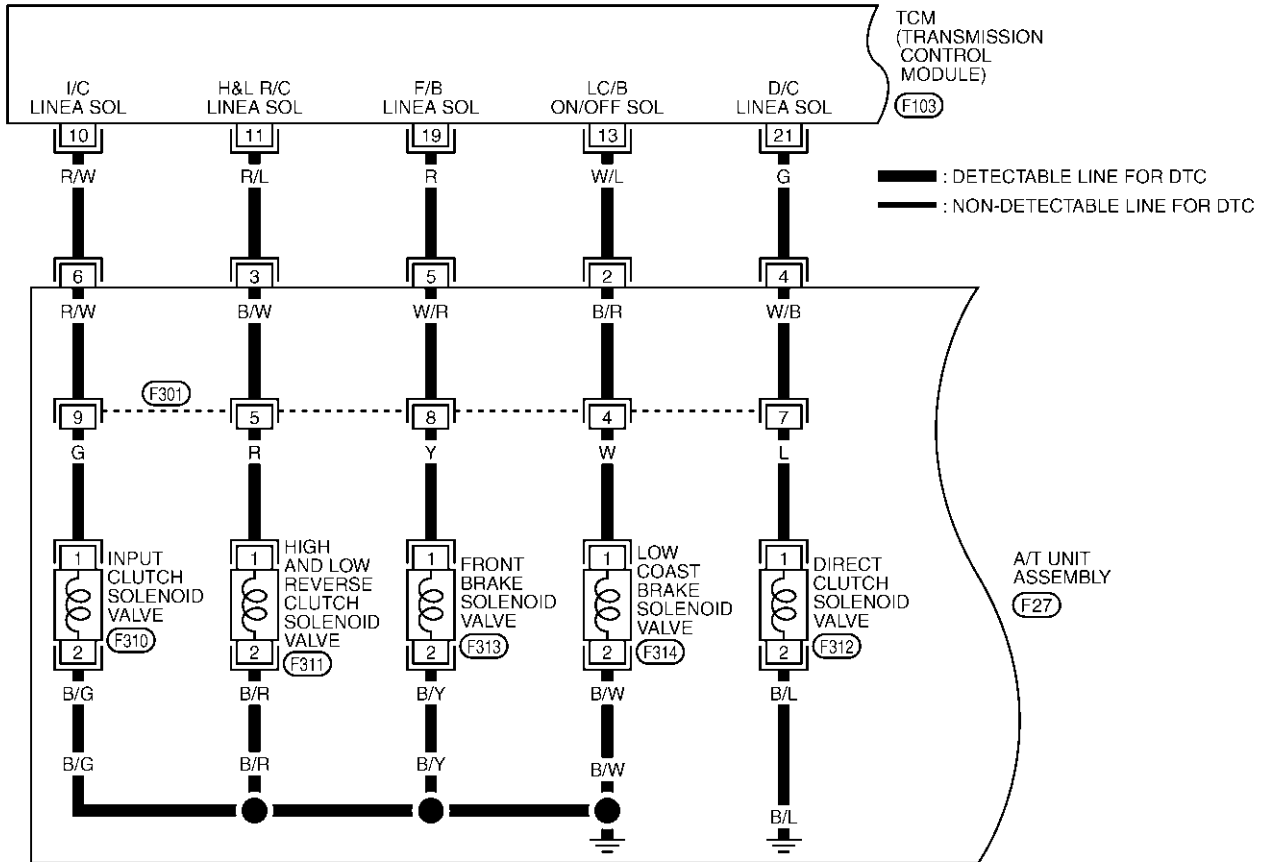 TCM
(TRANSMISSION
CONTROL
MODULE)
F103
I/C
LINEA SOL
H&L R/C
LINEA SOL
F/B
LINEA SOL
LC/B
ON/OFF SOL
D/C
LINEA SOL
10 11 19 13 21
R/W R/L R W/L G
: DETECTABLE LINE FOR DTC
: NON-DETECTABLE LINE FOR DTC
6 3 5 2 4
R/W B/W W/R B/R W/B
F301
9 5 8 4 7
G R Y W L
1 1 1 1 1
INPUT
CLUTCH
SOLENOID
VALVE
F310
HIGH
AND LOW
REVERSE
CLUTCH
SOLENOID
VALVE
F311
FRONT
BRAKE
SOLENOID
VALVE
F313
LOW
COAST
BRAKE
SOLENOID
VALVE
F314
DIRECT
CLUTCH
SOLENOID
VALVE
F312
A/T UNIT
ASSEMBLY
F27
2 2 2 2 2
B/G B/R B/Y B/W B/L
B/G B/R B/Y B/W
B/L